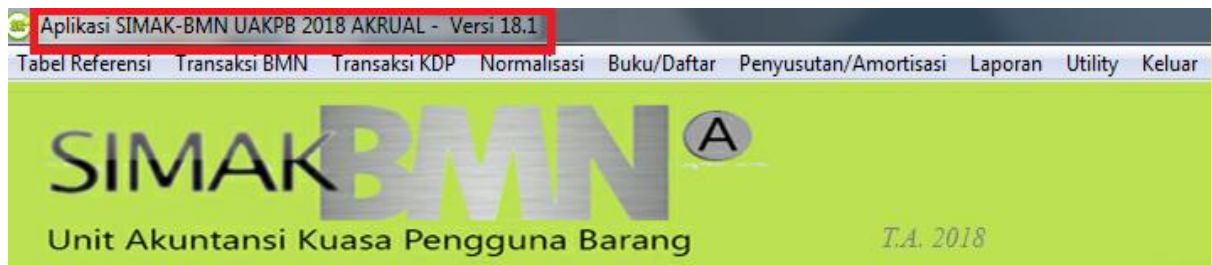 Aplikasi SIMAK-BMN UAKPB 2018 AKRUAL - Versi 18.1
Tabel Referensi Transaksi BMN Transaksi KDP Normalisasi Buku/Daftar Penyusutan/Amortisasi Laporan Utility Keluar
SIMAK BMN A
Unit Akuntansi Kuasa Pengguna Barang T.A. 2018